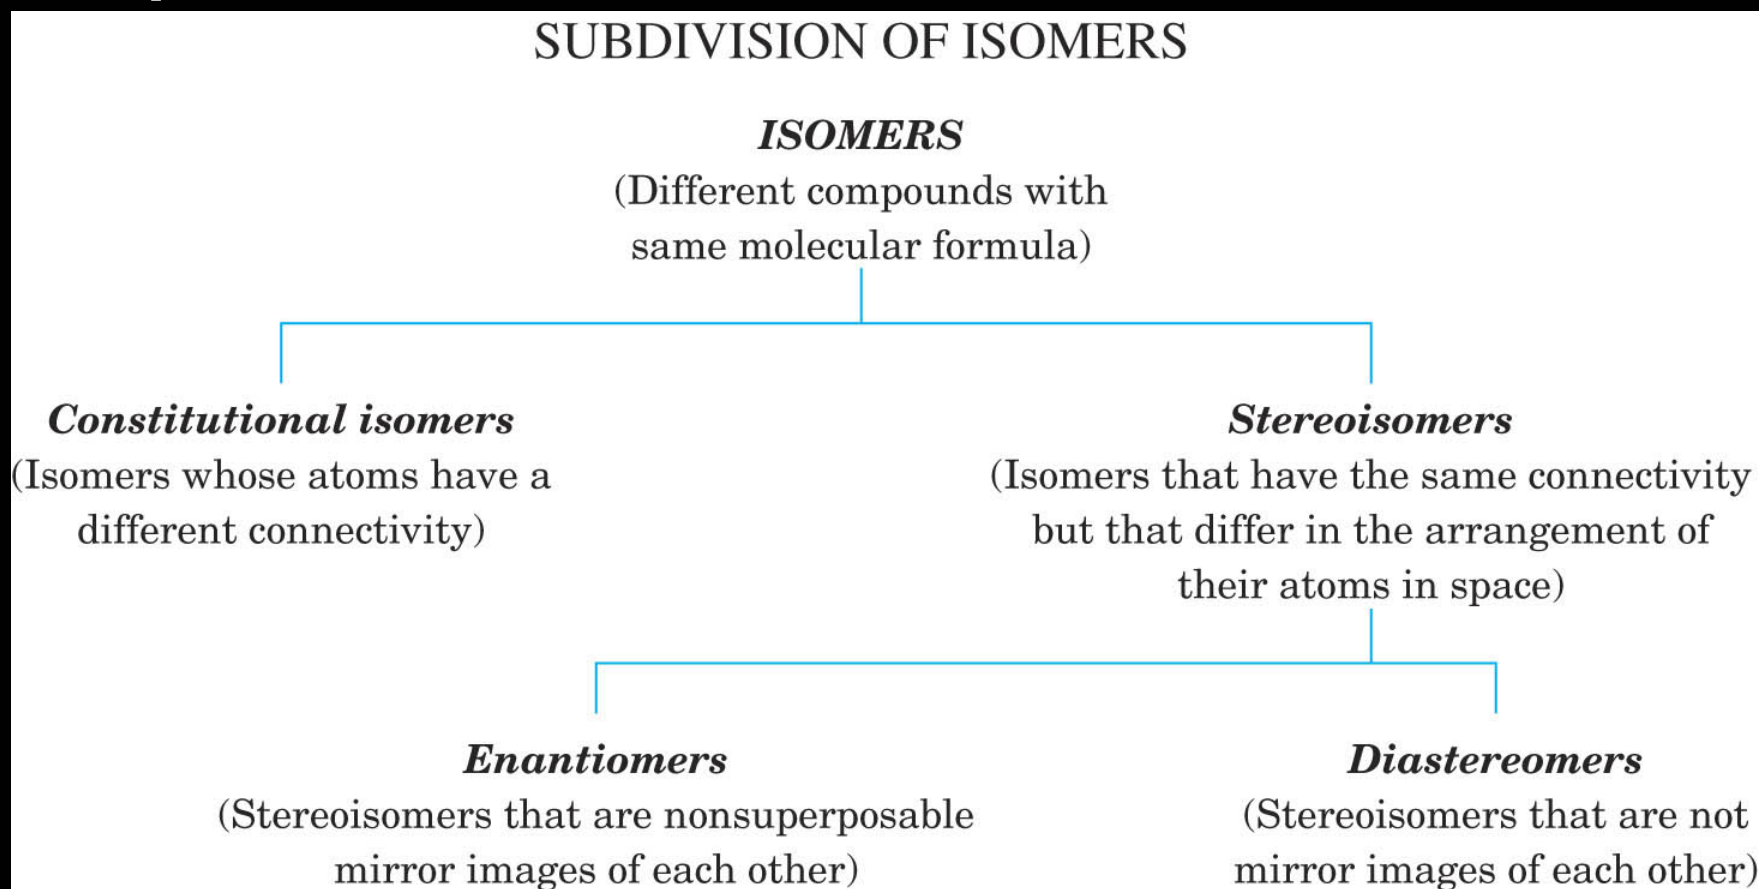 SUBDIVISION OF ISOMERS
ISOMERS
(Different compounds with
same molecular formula)
Constitutional isomers
(Isomers whose atoms have a
different connectivity)
Stereoisomers
(Isomers that have the same connectivity
but that differ in the arrangement of
their atoms in space)
Enantiomers
(Stereoisomers that are nonsuperposable
mirror images of each other)
Diastereomers
(Stereoisomers that are not
mirror images of each other)